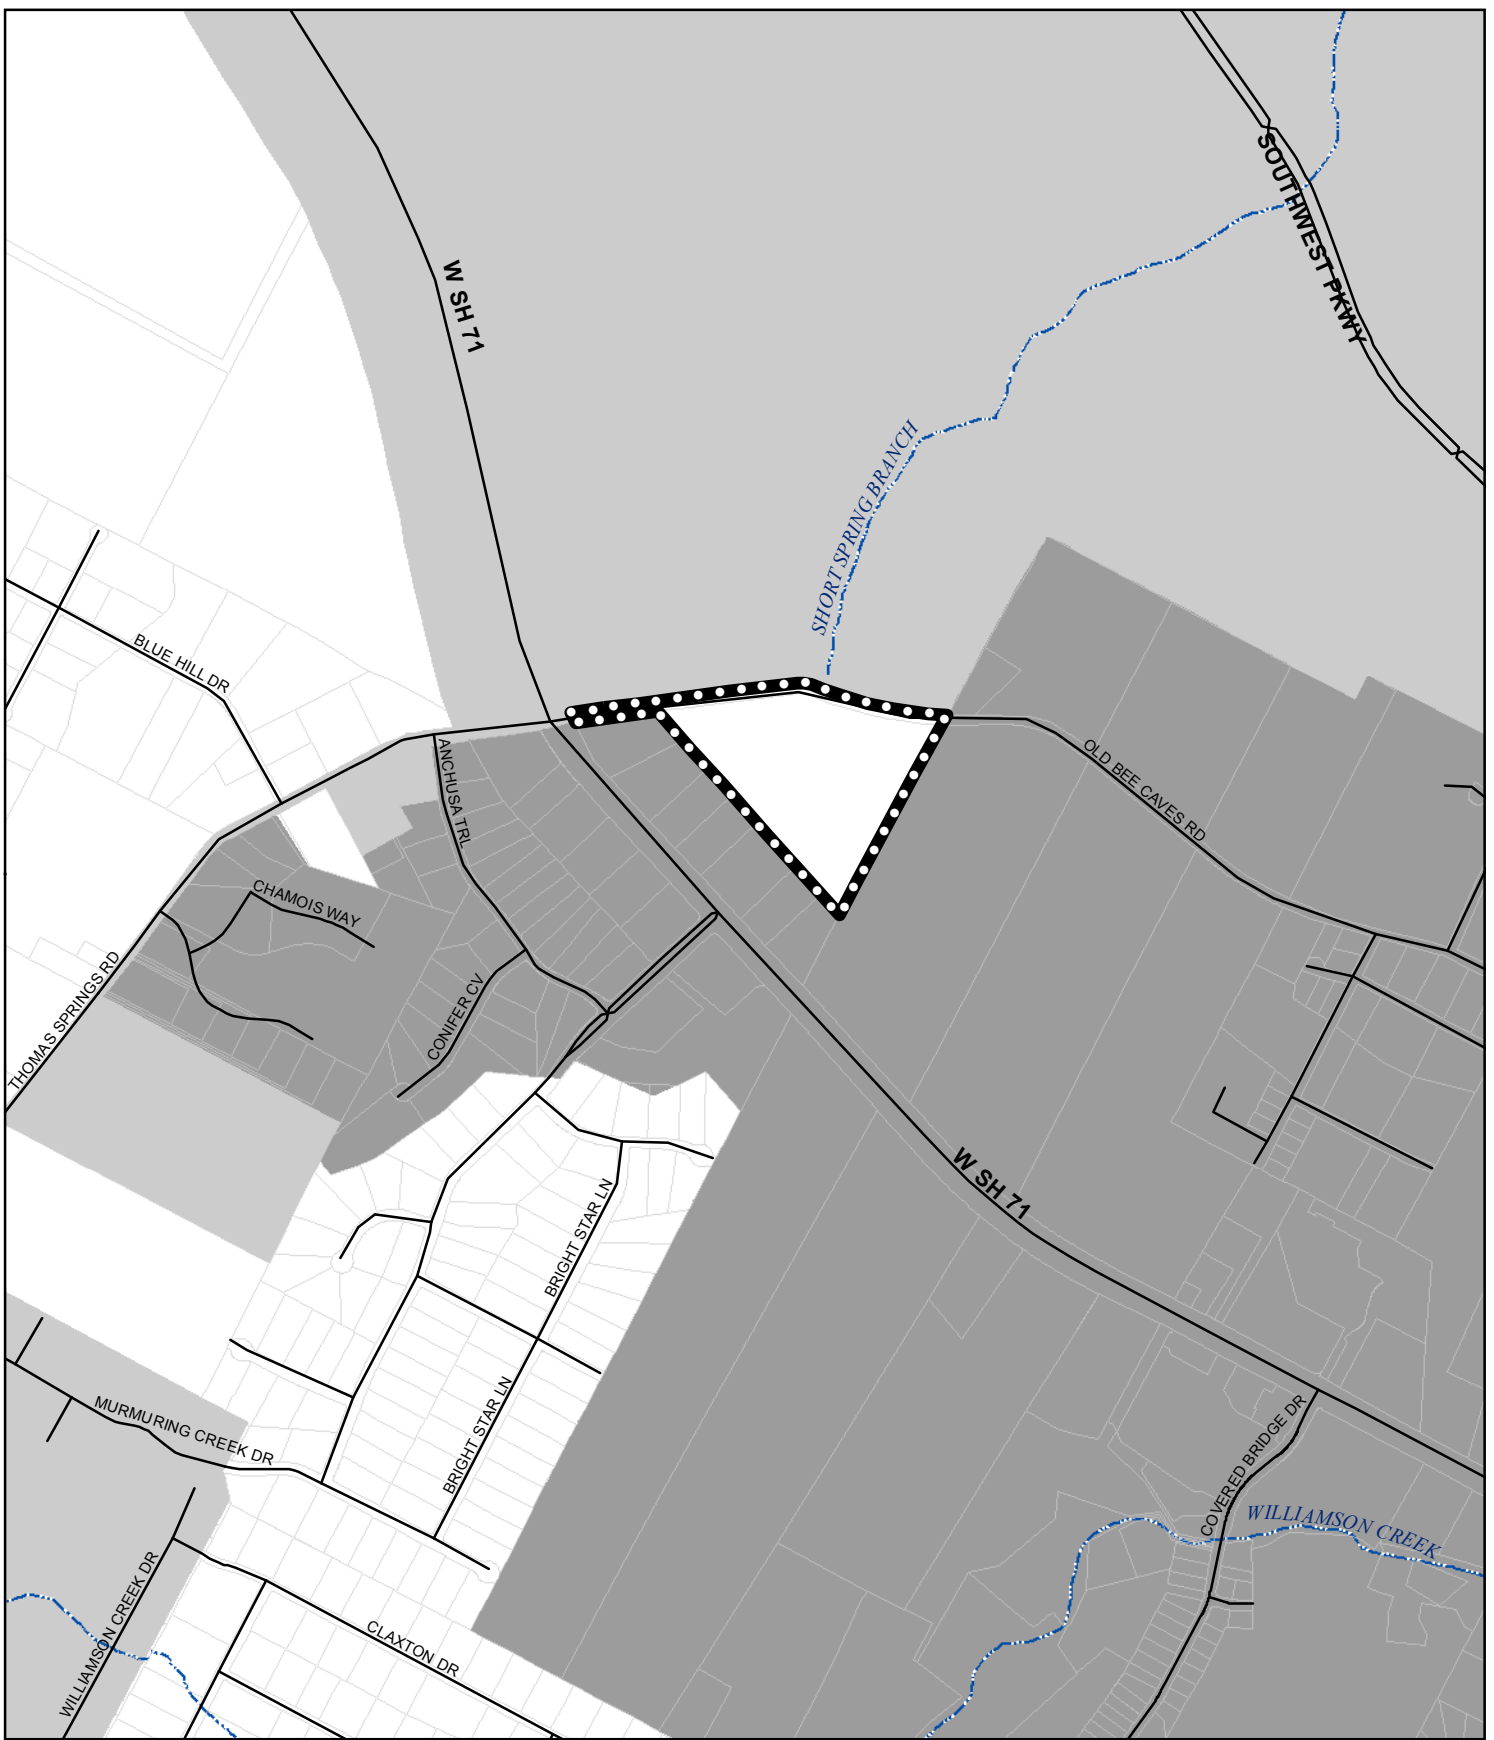 SOUTHWEST PKWY
W SH 71
SHORT SPRING BRANCH
BLUE HILL DR
ANCHUSA TRL
OLD BEE CAVES RD
CHAMOIS WAY
THOMAS SPRINGS RD
CONIFER CV
W SH 71
BRIGHT STAR LN
BRIGHT STAR LN
MURMURING CREEK DR
COVERED BRIDGE DR
WILLIAMSON CREEK
WILLIAMSON CREEK DR
CLAXTON DR